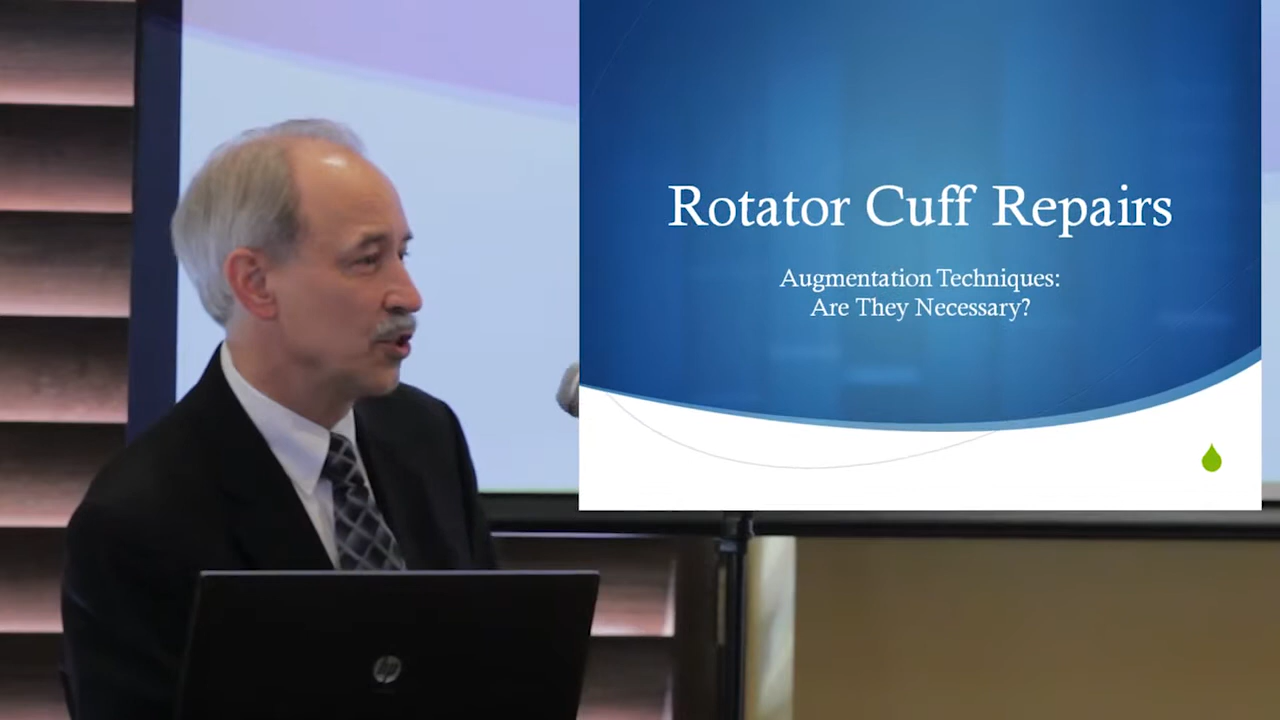 Rotator Cuff Repairs
Augmentation Techniques:
Are They Necessary?
hp